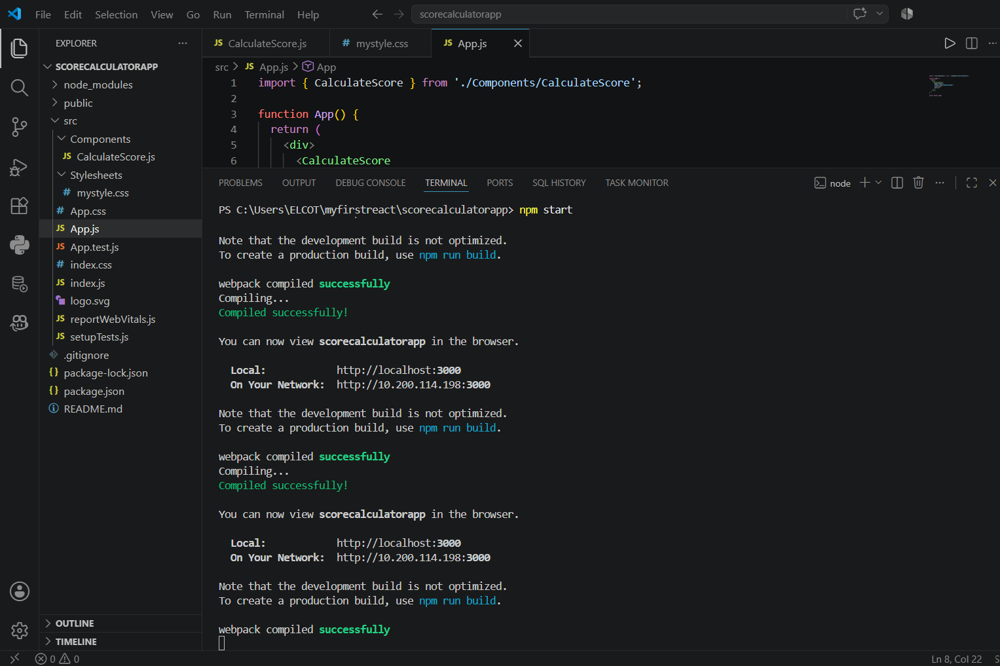 File Edit Selection View Go Run Terminal Help
scorecalculatorapp
EXPLORER
SCORECALCULATORAPP
node_modules
public
src
Components
JS CalculateScore.js
Stylesheets
# mystyle.css
# App.css
JS App.js
JS App.test.js
# index.css
JS index.js
logo.svg
JS reportWebVitals.js
JS setupTests.js
.gitignore
{} package-lock.json
{} package.json
README.md
OUTLINE
TIMELINE
JS CalculateScore.js
# mystyle.css
JS App.js
src > JS App.js > App
1 import { CalculateScore } from './Components/CalculateScore';
2
3 function App() {
4 return (
5 <div>
6 <CalculateScore
PROBLEMS OUTPUT DEBUG CONSOLE TERMINAL PORTS SQL HISTORY TASK MONITOR
node
PS C:\Users\ELCOT\myfirstreact\scorecalculatorapp> npm start
Note that the development build is not optimized.
To create a production build, use npm run build.
webpack compiled successfully
Compiling...
Compiled successfully!
You can now view scorecalculatorapp in the browser.
Local: http://localhost:3000
On Your Network: http://10.200.114.198:3000
Note that the development build is not optimized.
To create a production build, use npm run build.
webpack compiled successfully
Compiling...
Compiled successfully!
You can now view scorecalculatorapp in the browser.
Local: http://localhost:3000
On Your Network: http://10.200.114.198:3000
Note that the development build is not optimized.
To create a production build, use npm run build.
webpack compiled successfully
0 0
Ln 8, Col 22